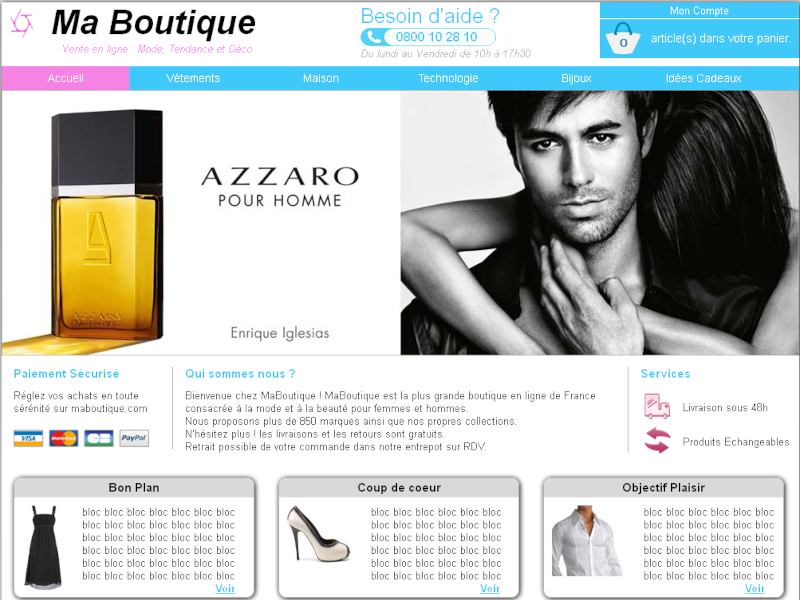 Ma Boutique
Vente en ligne : Mode, Tendance et Déco
Besoin d'aide ?
0800 10 28 10
Du lundi au Vendredi de 10h à 17h30
Mon Compte
0
article(s) dans votre panier.
Accueil
Vêtements
Maison
Technologie
Bijoux
Idées Cadeaux
AZZARO
POUR HOMME
AZZARO
Enrique Iglesias
Paiement Sécurisé
Réglez vos achats en toute
sérénité sur maboutique.com
VISA
MasterCard
CB
PayPal
Qui sommes nous ?
Bienvenue chez MaBoutique ! MaBoutique est la plus grande boutique en ligne de France
consacrée à la mode et à la beauté pour femmes et hommes.
Nous proposons plus de 850 marques ainsi que nos propres collections.
N'hésitez plus ! les livraisons et les retours sont gratuits.
Retrait possible de votre commande dans notre entrepot sur RDV.
Services
Livraison sous 48h
Produits Echangeables
Bon Plan
bloc bloc bloc bloc bloc bloc bloc
bloc bloc bloc bloc bloc bloc bloc
bloc bloc bloc bloc bloc bloc bloc
bloc bloc bloc bloc bloc bloc bloc
bloc bloc bloc bloc bloc bloc bloc
bloc bloc bloc bloc bloc bloc bloc
Voir
Coup de coeur
bloc bloc bloc bloc bloc bloc
bloc bloc bloc bloc bloc bloc
bloc bloc bloc bloc bloc bloc
bloc bloc bloc bloc bloc bloc
bloc bloc bloc bloc bloc bloc
bloc bloc bloc bloc bloc bloc
Voir
Objectif Plaisir
bloc bloc bloc bloc bloc bloc
bloc bloc bloc bloc bloc bloc
bloc bloc bloc bloc bloc bloc
bloc bloc bloc bloc bloc bloc
bloc bloc bloc bloc bloc bloc
bloc bloc bloc bloc bloc bloc
Voir